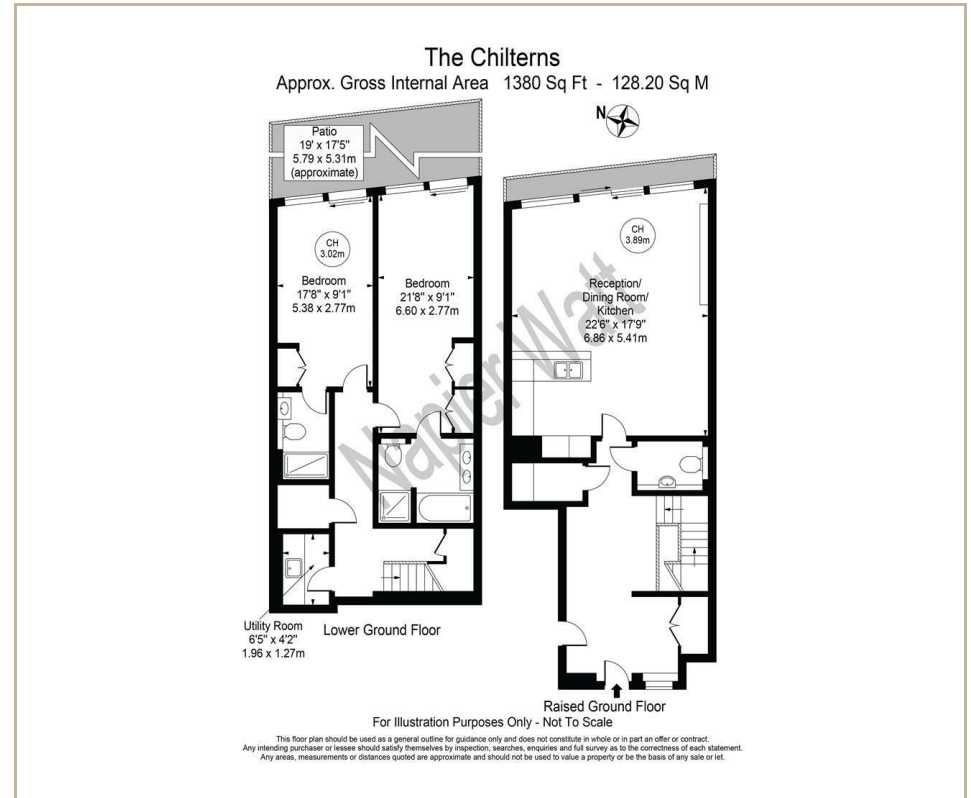 The Chilterns
Approx. Gross Internal Area 1380 Sq Ft - 128.20 Sq M
N
Patio
19' x 17'5"
5.79 x 5.31m
(approximate)
CH
3.02m
Bedroom
17'8" x 9'1"
5.38 x 2.77m
Bedroom
21'8" x 9'1"
6.60 x 2.77m
CH
3.89m
Reception/
Dining Room/
Kitchen
22'6" x 17'9"
6.86 x 5.41m
Napier Watt
Utility Room
6'5" x 4'2"
1.96 x 1.27m
Lower Ground Floor
Raised Ground Floor
For Illustration Purposes Only - Not To Scale
This floor plan should be used as a general outline for guidance only and does not constitute in whole or in part an offer or contract.
Any intending purchaser or lessee should satisfy themselves by inspection, searches, enquiries and full survey as to the correctness of each statement.
Any areas, measurements or distances quoted are approximate and should not be used to value a property or be the basis of any sale or let.